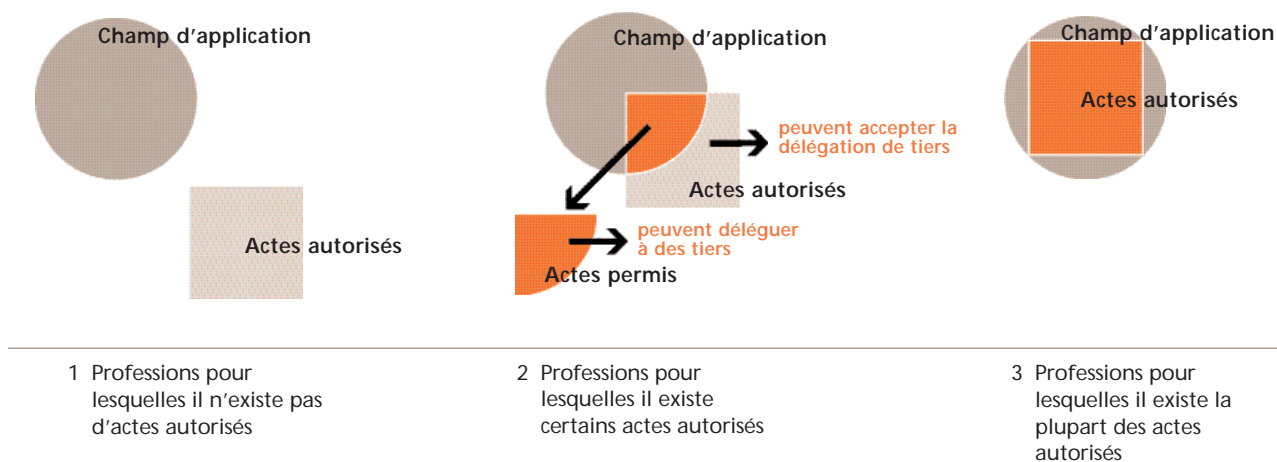 Champ d'application
Actes autorisés
Champ d'application
peuvent accepter la
délégation de tiers
Actes autorisés
peuvent déléguer
à des tiers
Actes permis
Champ d'application
Actes autorisés
1 Professions pour
lesquelles il n'existe pas
d'actes autorisés
2 Professions pour
lesquelles il existe
certains actes autorisés
3 Professions pour
lesquelles il existe la
plupart des actes
autorisés